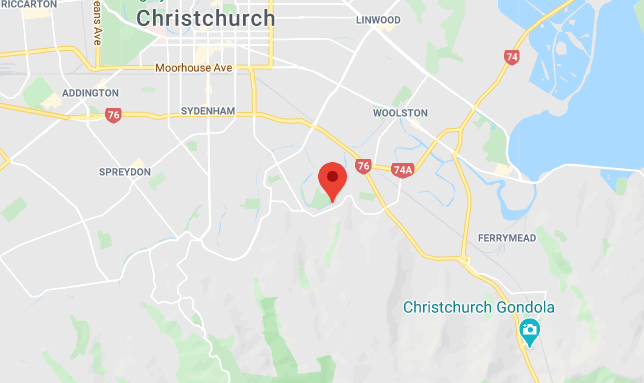 RICCARTON
Christchurch
LINWOOD
eans Ave
74
Moorhouse Ave
ADDINGTON
76
SYDENHAM
WOOLSTON
76
74A
SPREYDON
FERRYMEAD
Christchurch Gondola